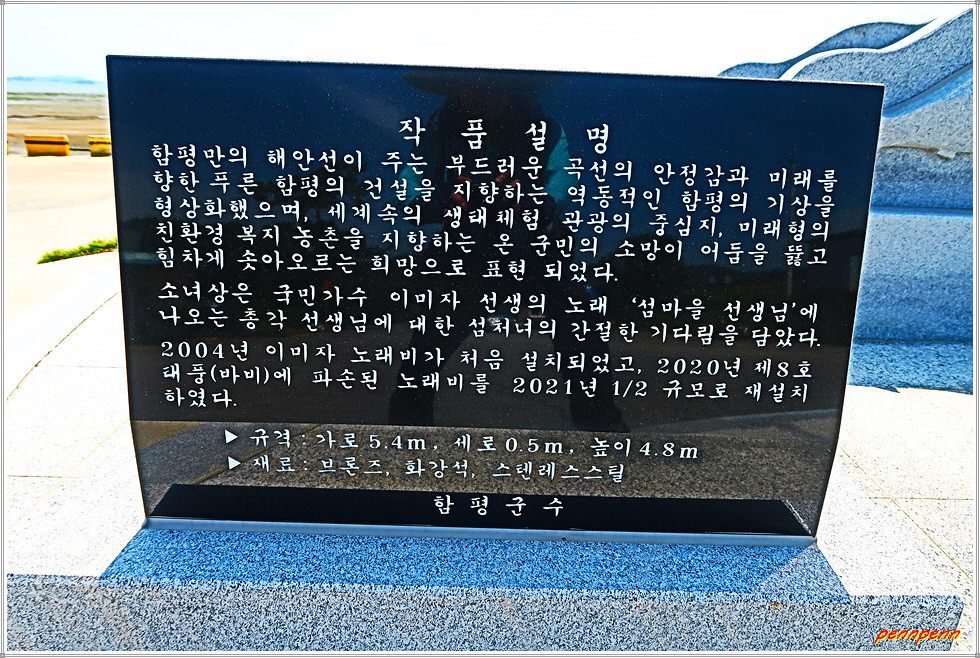 작 품 설 명
함평만의 해안선이 주는 부드러운 곡선의 안정감과 미래를
향한 푸른 함평의 건설을 지향하는 역동적인 함평의 기상을
형상화했으며, 세계속의 생태체험 관광의 중심지, 미래형의
친환경 복지 농촌을 지향하는 온 군민의 소망이 어둠을 뚫고
힘차게 솟아오르는 희망으로 표현 되었다.
소녀상은 국민가수 이미자 선생의 노래 '섬마을 선생님'에
나오는 총각 선생님에 대한 섬처녀의 간절한 기다림을 담았다.
2004년 이미자 노래비가 처음 설치되었고, 2020년 제8호
태풍(바비)에 파손된 노래비를 2021년 1/2 규모로 재설치
하였다.
▶ 규격 : 가로 5.4m, 세로 0.5m, 높이 4.8m
▶ 재료 : 브론즈, 화강석, 스텐레스스틸
함 평 군 수
pennpenn